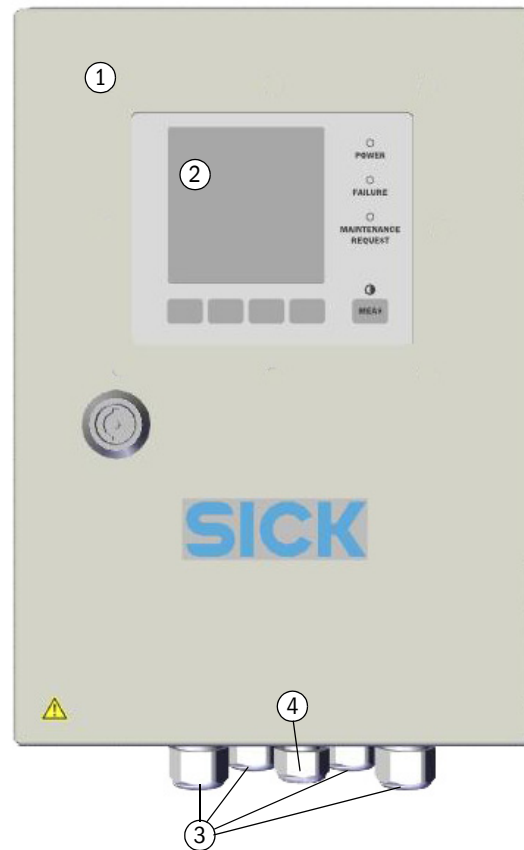 1
2
POWER
FAILURE
MAINTENANCE
REQUEST
MEAS
SICK
4
3